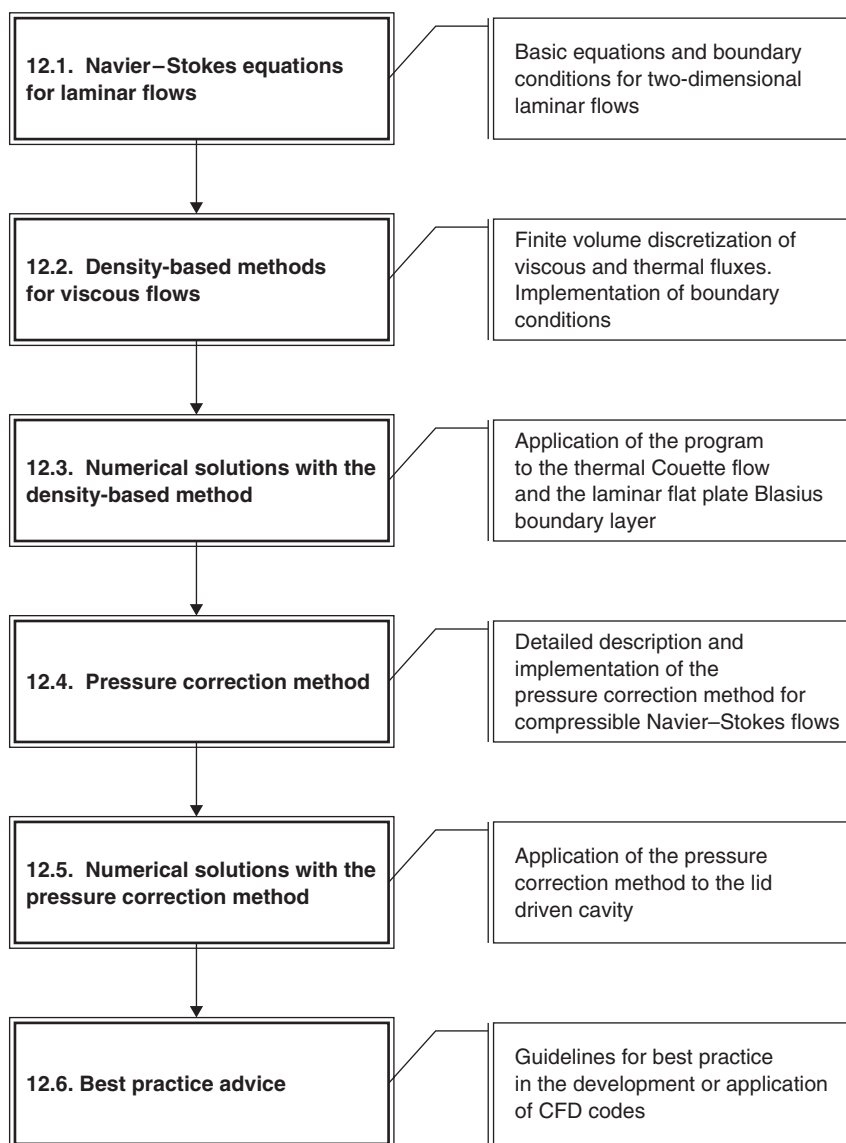 12.1. Navier–Stokes equations
for laminar flows
Basic equations and boundary
conditions for two-dimensional
laminar flows
12.2. Density-based methods
for viscous flows
Finite volume discretization of
viscous and thermal fluxes.
Implementation of boundary
conditions
12.3. Numerical solutions with the
density-based method
Application of the program
to the thermal Couette flow
and the laminar flat plate Blasius
boundary layer
12.4. Pressure correction method
Detailed description and
implementation of the
pressure correction method for
compressible Navier–Stokes flows
12.5. Numerical solutions with the
pressure correction method
Application of the pressure
correction method to the lid
driven cavity
12.6. Best practice advice
Guidelines for best practice
in the development or application
of CFD codes